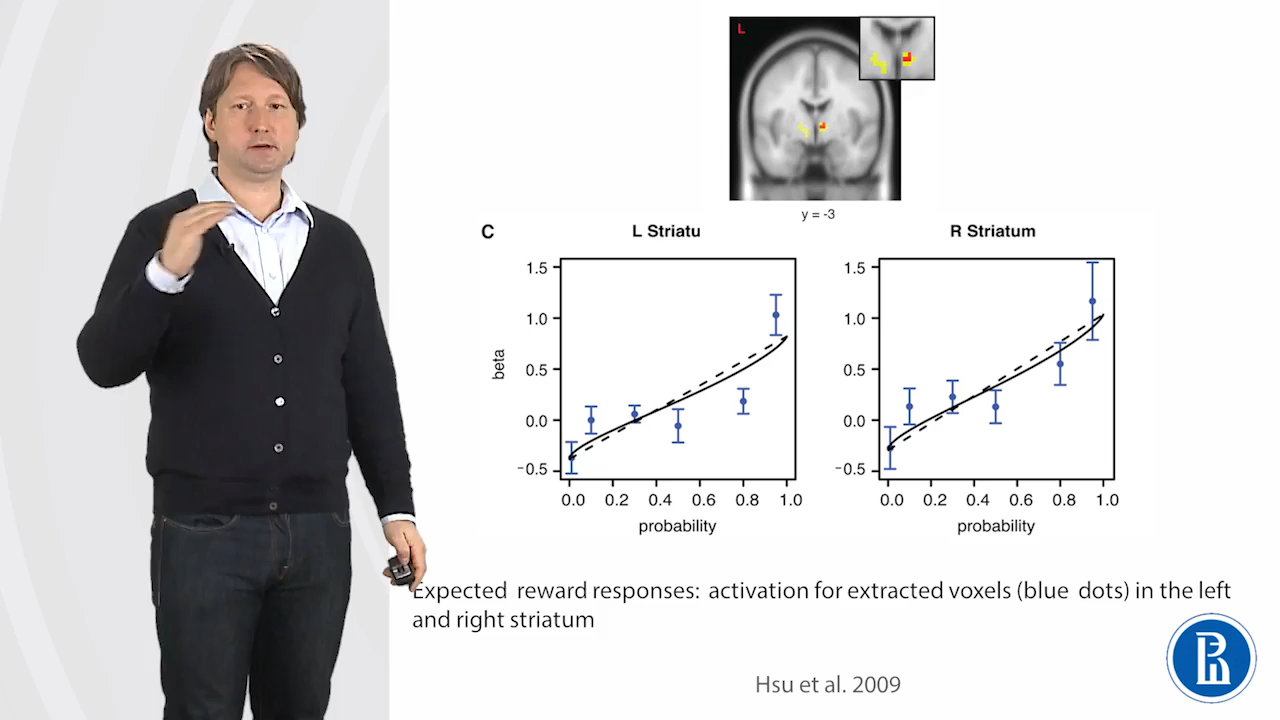 L
y = -3
C
L Striatu
R Striatum
1.5
1.0
0.5
0.0
-0.5
beta
0.0 0.2 0.4 0.6 0.8 1.0
probability
1.5
1.0
0.5
0.0
-0.5
0.0 0.2 0.4 0.6 0.8 1.0
probability
Expected reward responses: activation for extracted voxels (blue dots) in the left
and right striatum
Hsu et al. 2009